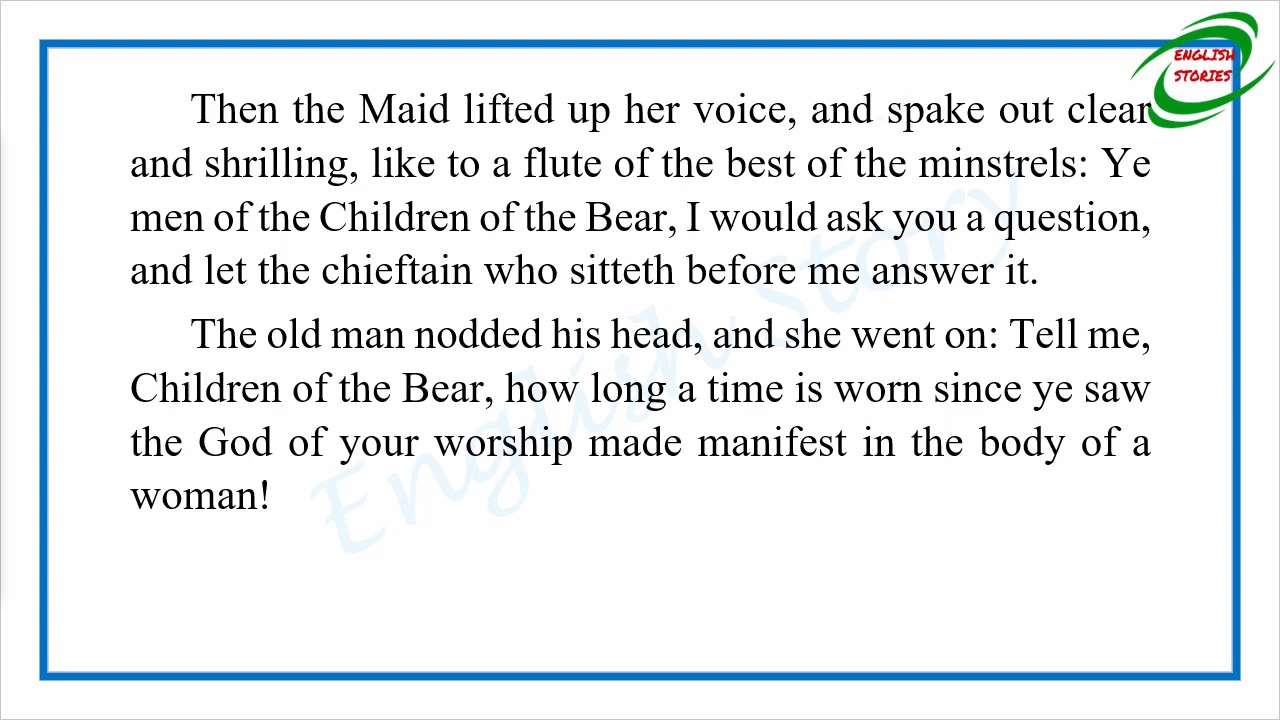 ENGLISH
STORIES
Then the Maid lifted up her voice, and spake out clear
and shrilling, like to a flute of the best of the minstrels: Ye
men of the Children of the Bear, I would ask you a question,
and let the chieftain who sitteth before me answer it.
The old man nodded his head, and she went on: Tell me,
Children of the Bear, how long a time is worn since ye saw
the God of your worship made manifest in the body of a
woman!
English Story